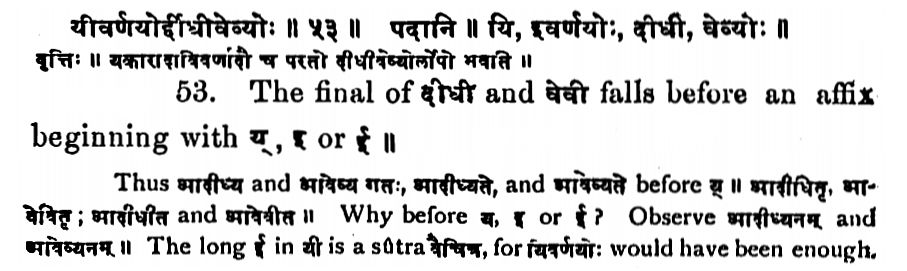 यीवर्णयोर्दीधीवेव्योः ॥ ५३ ॥ पदानि ॥ यि, इवर्णयोः, दीधी, वेव्योः ॥
वृत्तिः ॥ यकारादाविवर्णादौ च परतो दीधीवेव्योर्लोपो भवति ॥
53. The final of दीधी and वेवी falls before an affix
beginning with य्, इ or ई ॥
Thus आदीध्य and आवेव्य गतः, आदीध्यते, and आवेव्यते before य् ॥ आदीधितृ, आ-
वेवितृ; आदीधीत and आवेवीत ॥ Why before य, इ or ई? Observe आदीध्यनम् and
आवेव्यनम् ॥ The long ई in यी is a sûtra वैचित्र, for यिवर्णयोः would have been enough.